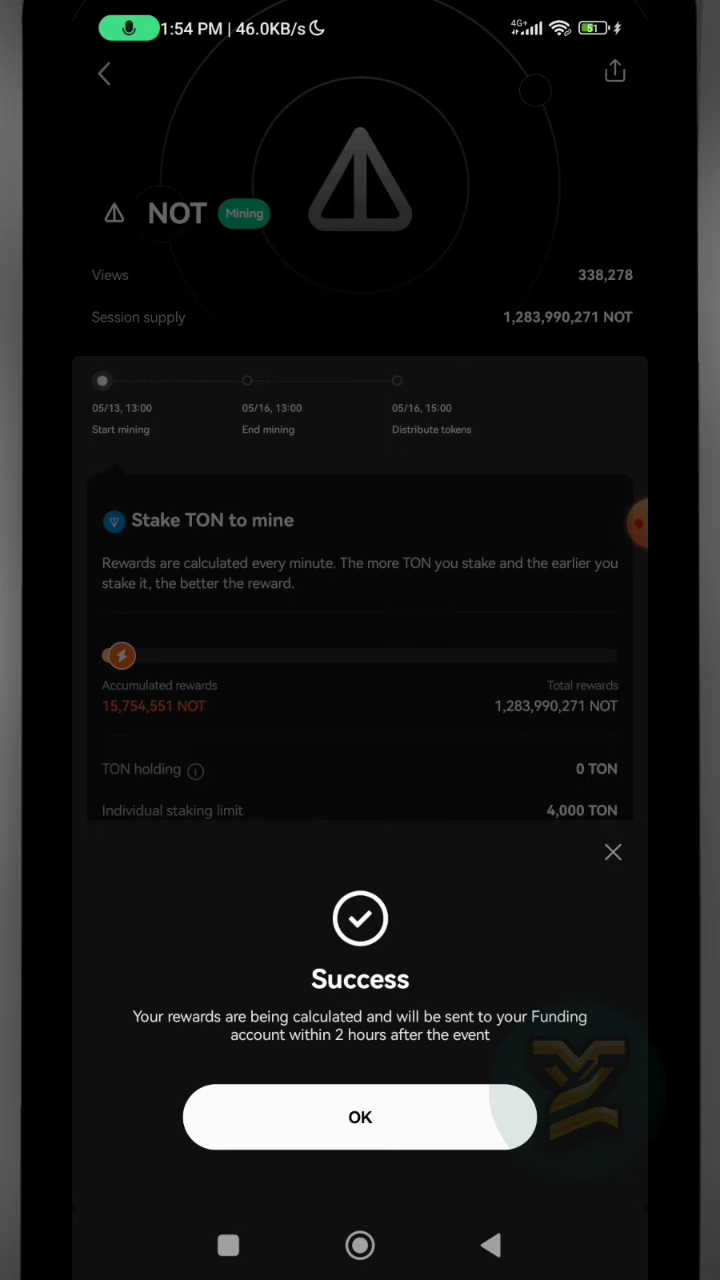 1:54 PM | 46.0KB/s
4G+
51
NOT Mining
Views 338,278
Session supply 1,283,990,271 NOT
05/13, 13:00 05/16, 13:00 05/16, 15:00
Start mining End mining Distribute tokens
Stake TON to mine
Rewards are calculated every minute. The more TON you stake and the earlier you
stake it, the better the reward.
Accumulated rewards Total rewards
15,754,551 NOT 1,283,990,271 NOT
TON holding 0 TON
Individual staking limit 4,000 TON
Success
Your rewards are being calculated and will be sent to your Funding
account within 2 hours after the event
OK